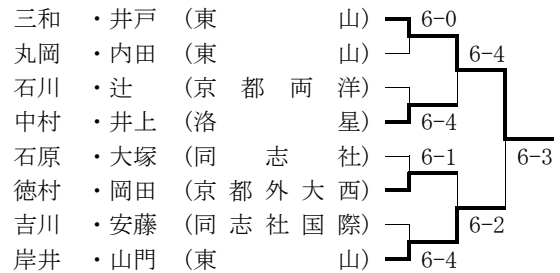 三和 ・井戸 (東 山) 6-0
丸岡 ・内田 (東 山) 6-4
石川 ・辻 (京 都 両 洋)
中村 ・井上 (洛 星) 6-4
石原 ・大塚 (同 志 社) 6-1 6-3
徳村 ・岡田 (京 都 外 大 西)
吉川 ・安藤 (同 志 社 国 際) 6-2
岸井 ・山門 (東 山) 6-4